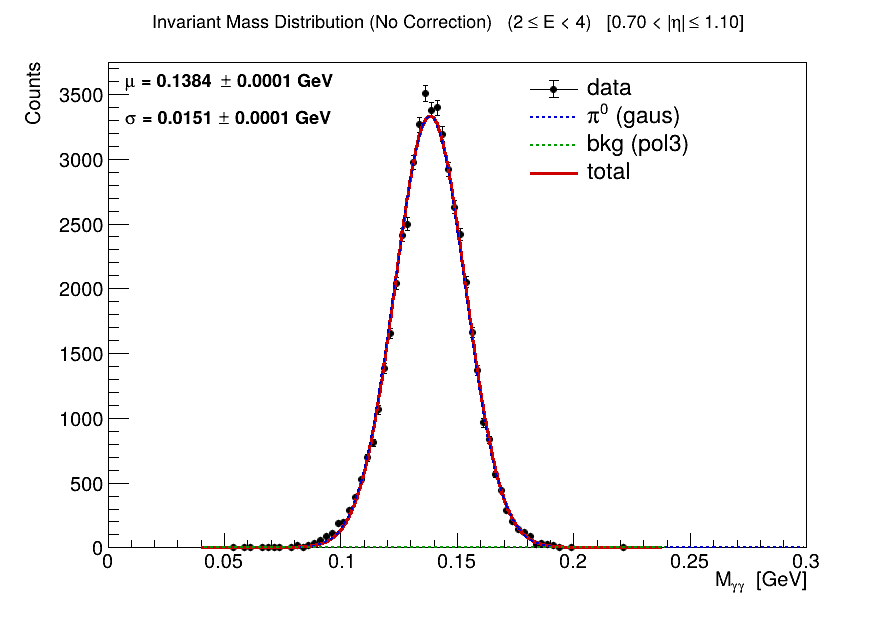 Invariant Mass Distribution (No Correction) (2 ≤ E < 4) [0.70 < |η| ≤ 1.10]
Counts
μ = 0.1384 ± 0.0001 GeV
σ = 0.0151 ± 0.0001 GeV
data
π⁰ (gaus)
bkg (pol3)
total
3500
3000
2500
2000
1500
1000
500
0
0 0.05 0.1 0.15 0.2 0.25 0.3
M_γγ [GeV]